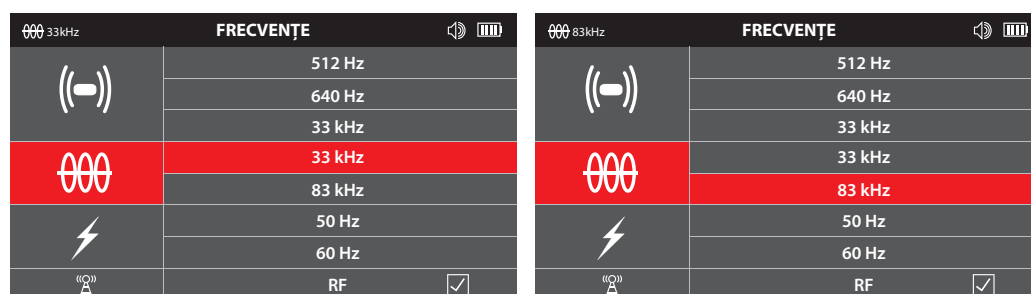 33kHz FRECVENȚE
512 Hz
640 Hz
33 kHz
33 kHz
83 kHz
50 Hz
60 Hz
RF
83kHz FRECVENȚE
512 Hz
640 Hz
33 kHz
33 kHz
83 kHz
50 Hz
60 Hz
RF